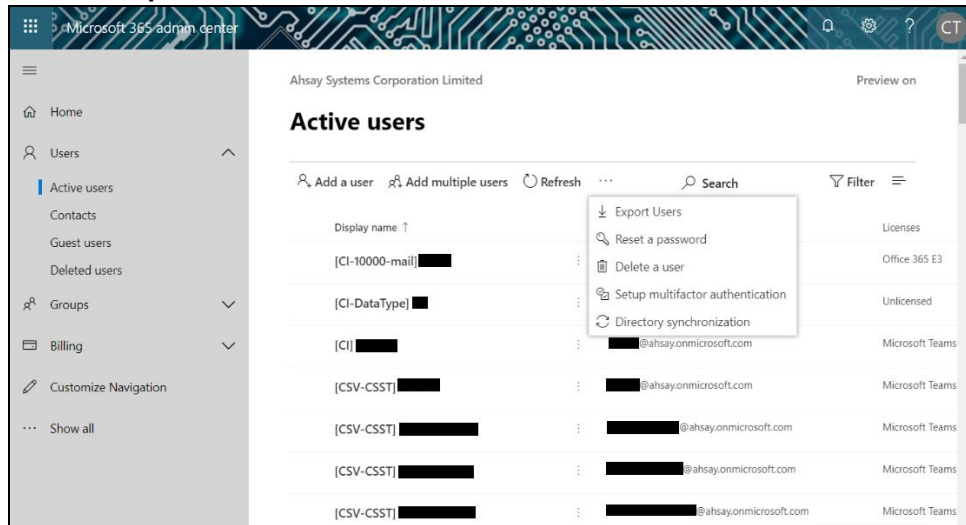 Microsoft 365 admin center
?
CT
Ahsay Systems Corporation Limited
Preview on
Home
Active users
Users
Add a user
Add multiple users
Refresh
...
Search
Filter
Active users
Contacts
Guest users
Deleted users
Groups
Billing
Customize Navigation
... Show all
Export Users
Reset a password
Delete a user
Setup multifactor authentication
Directory synchronization
Display name ↑
Licenses
[CI-10000-mail]
Office 365 E3
[CI-DataType]
Unlicensed
[CI]
@ahsay.onmicrosoft.com
Microsoft Teams
[CSV-CSST]
@ahsay.onmicrosoft.com
Microsoft Teams
[CSV-CSST]
@ahsay.onmicrosoft.com
Microsoft Teams
[CSV-CSST]
@ahsay.onmicrosoft.com
Microsoft Teams
[CSV-CSST]
@ahsay.onmicrosoft.com
Microsoft Teams